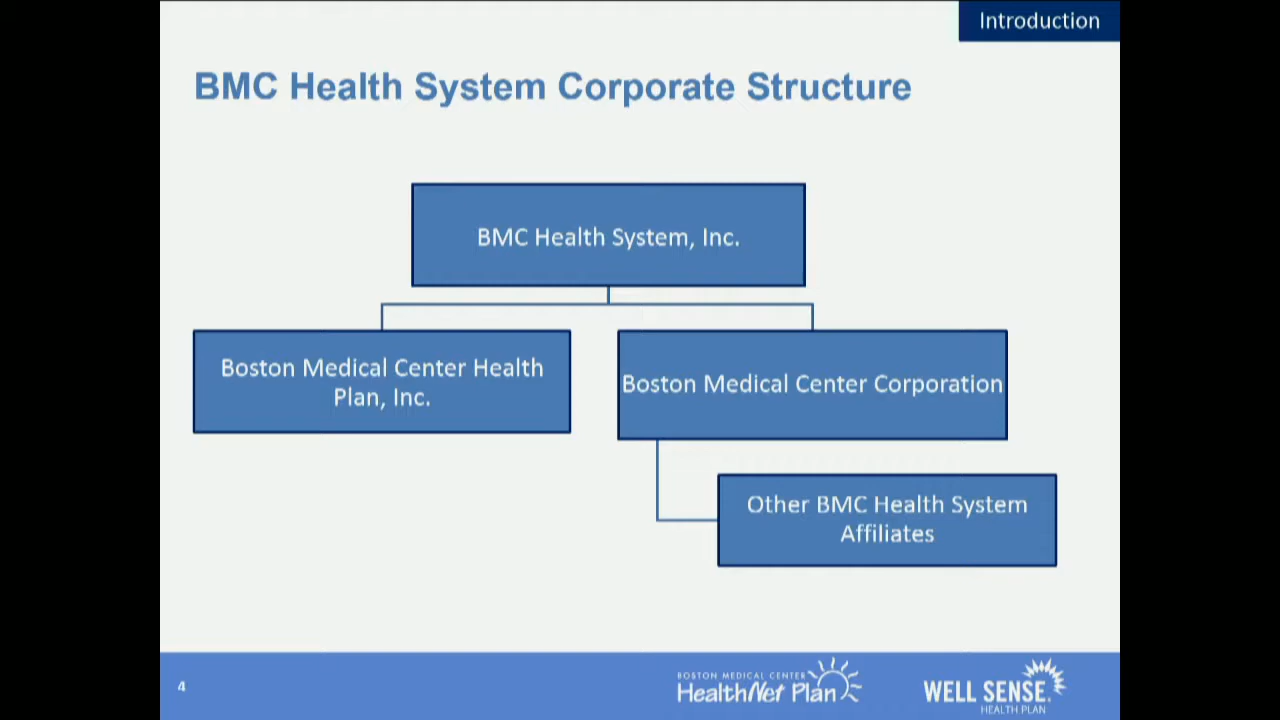 Introduction
BMC Health System Corporate Structure
BMC Health System, Inc.
Boston Medical Center Health
Plan, Inc.
Boston Medical Center Corporation
Other BMC Health System
Affiliates
4
BOSTON MEDICAL CENTER
HealthNet Plan
WELL SENSE
HEALTH PLAN